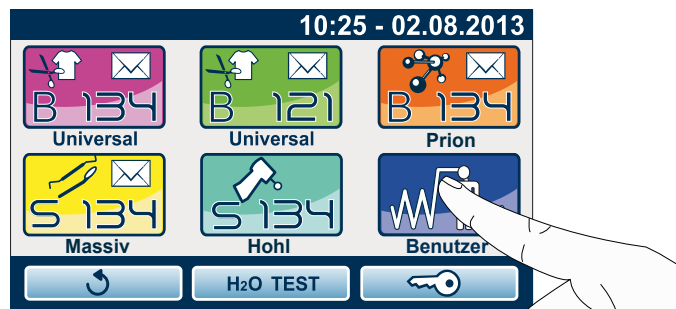 10:25 - 02.08.2013
B 134
B 121
B 134
Universal
Universal
Prion
S 134
S 134
Massiv
Hohl
Benutzer
H2O TEST